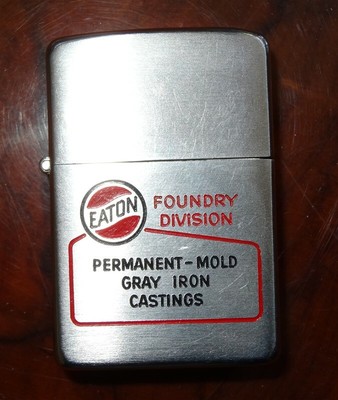 EATON
FOUNDRY
DIVISION
PERMANENT-MOLD
GRAY IRON
CASTINGS